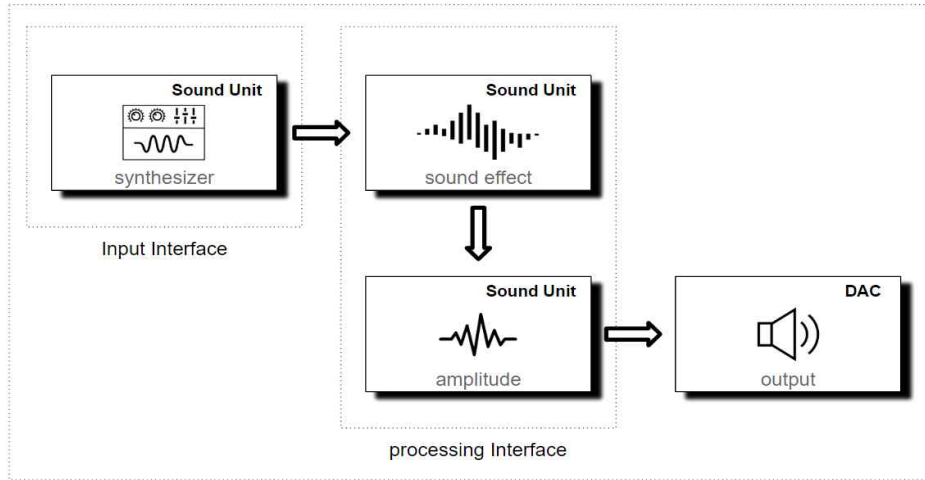 Sound Unit
synthesizer
Input Interface
Sound Unit
sound effect
Sound Unit
amplitude
processing Interface
DAC
output